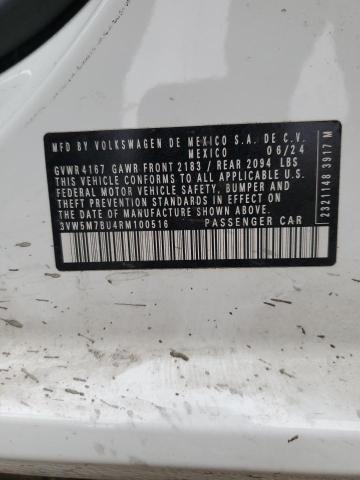 MFD BY VOLKSWAGEN DE MEXICO S.A. DE C.V.
MEXICO 06/24
GVWR 4167 GAWR FRONT 2183 / REAR 2094 LBS
THIS VEHICLE CONFORMS TO ALL APPLICABLE U.S.
FEDERAL MOTOR VEHICLE SAFETY, BUMPER AND
THEFT PREVENTION STANDARDS IN EFFECT ON THE
DATE OF MANUFACTURE SHOWN ABOVE
3VW5M7BU4RM100516 PASSENGER CAR
2321148 3917 M